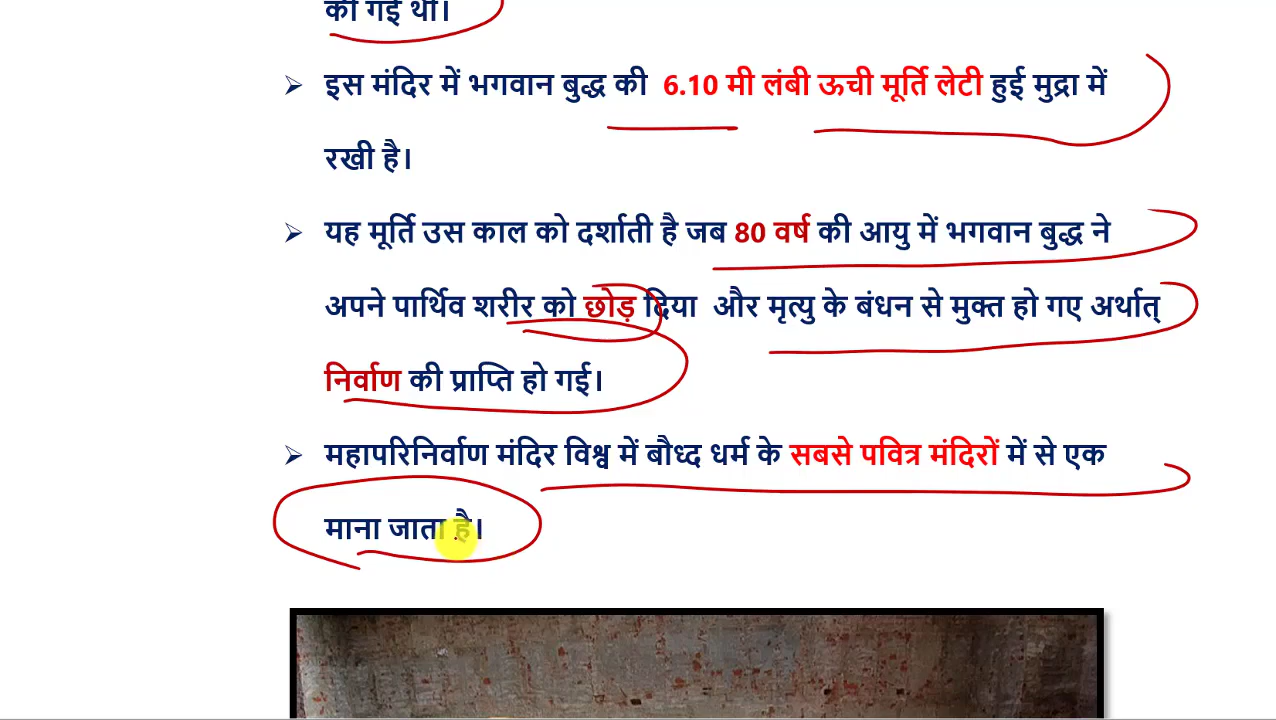 की गई थी।
➢ इस मंदिर में भगवान बुद्ध की 6.10 मी लंबी ऊची मूर्ति लेटी हुई मुद्रा में
रखी है।
➢ यह मूर्ति उस काल को दर्शाती है जब 80 वर्ष की आयु में भगवान बुद्ध ने
अपने पार्थिव शरीर को छोड़ दिया और मृत्यु के बंधन से मुक्त हो गए अर्थात्
निर्वाण की प्राप्ति हो गई।
➢ महापरिनिर्वाण मंदिर विश्व में बौध्द धर्म के सबसे पवित्र मंदिरों में से एक
माना जाता है।